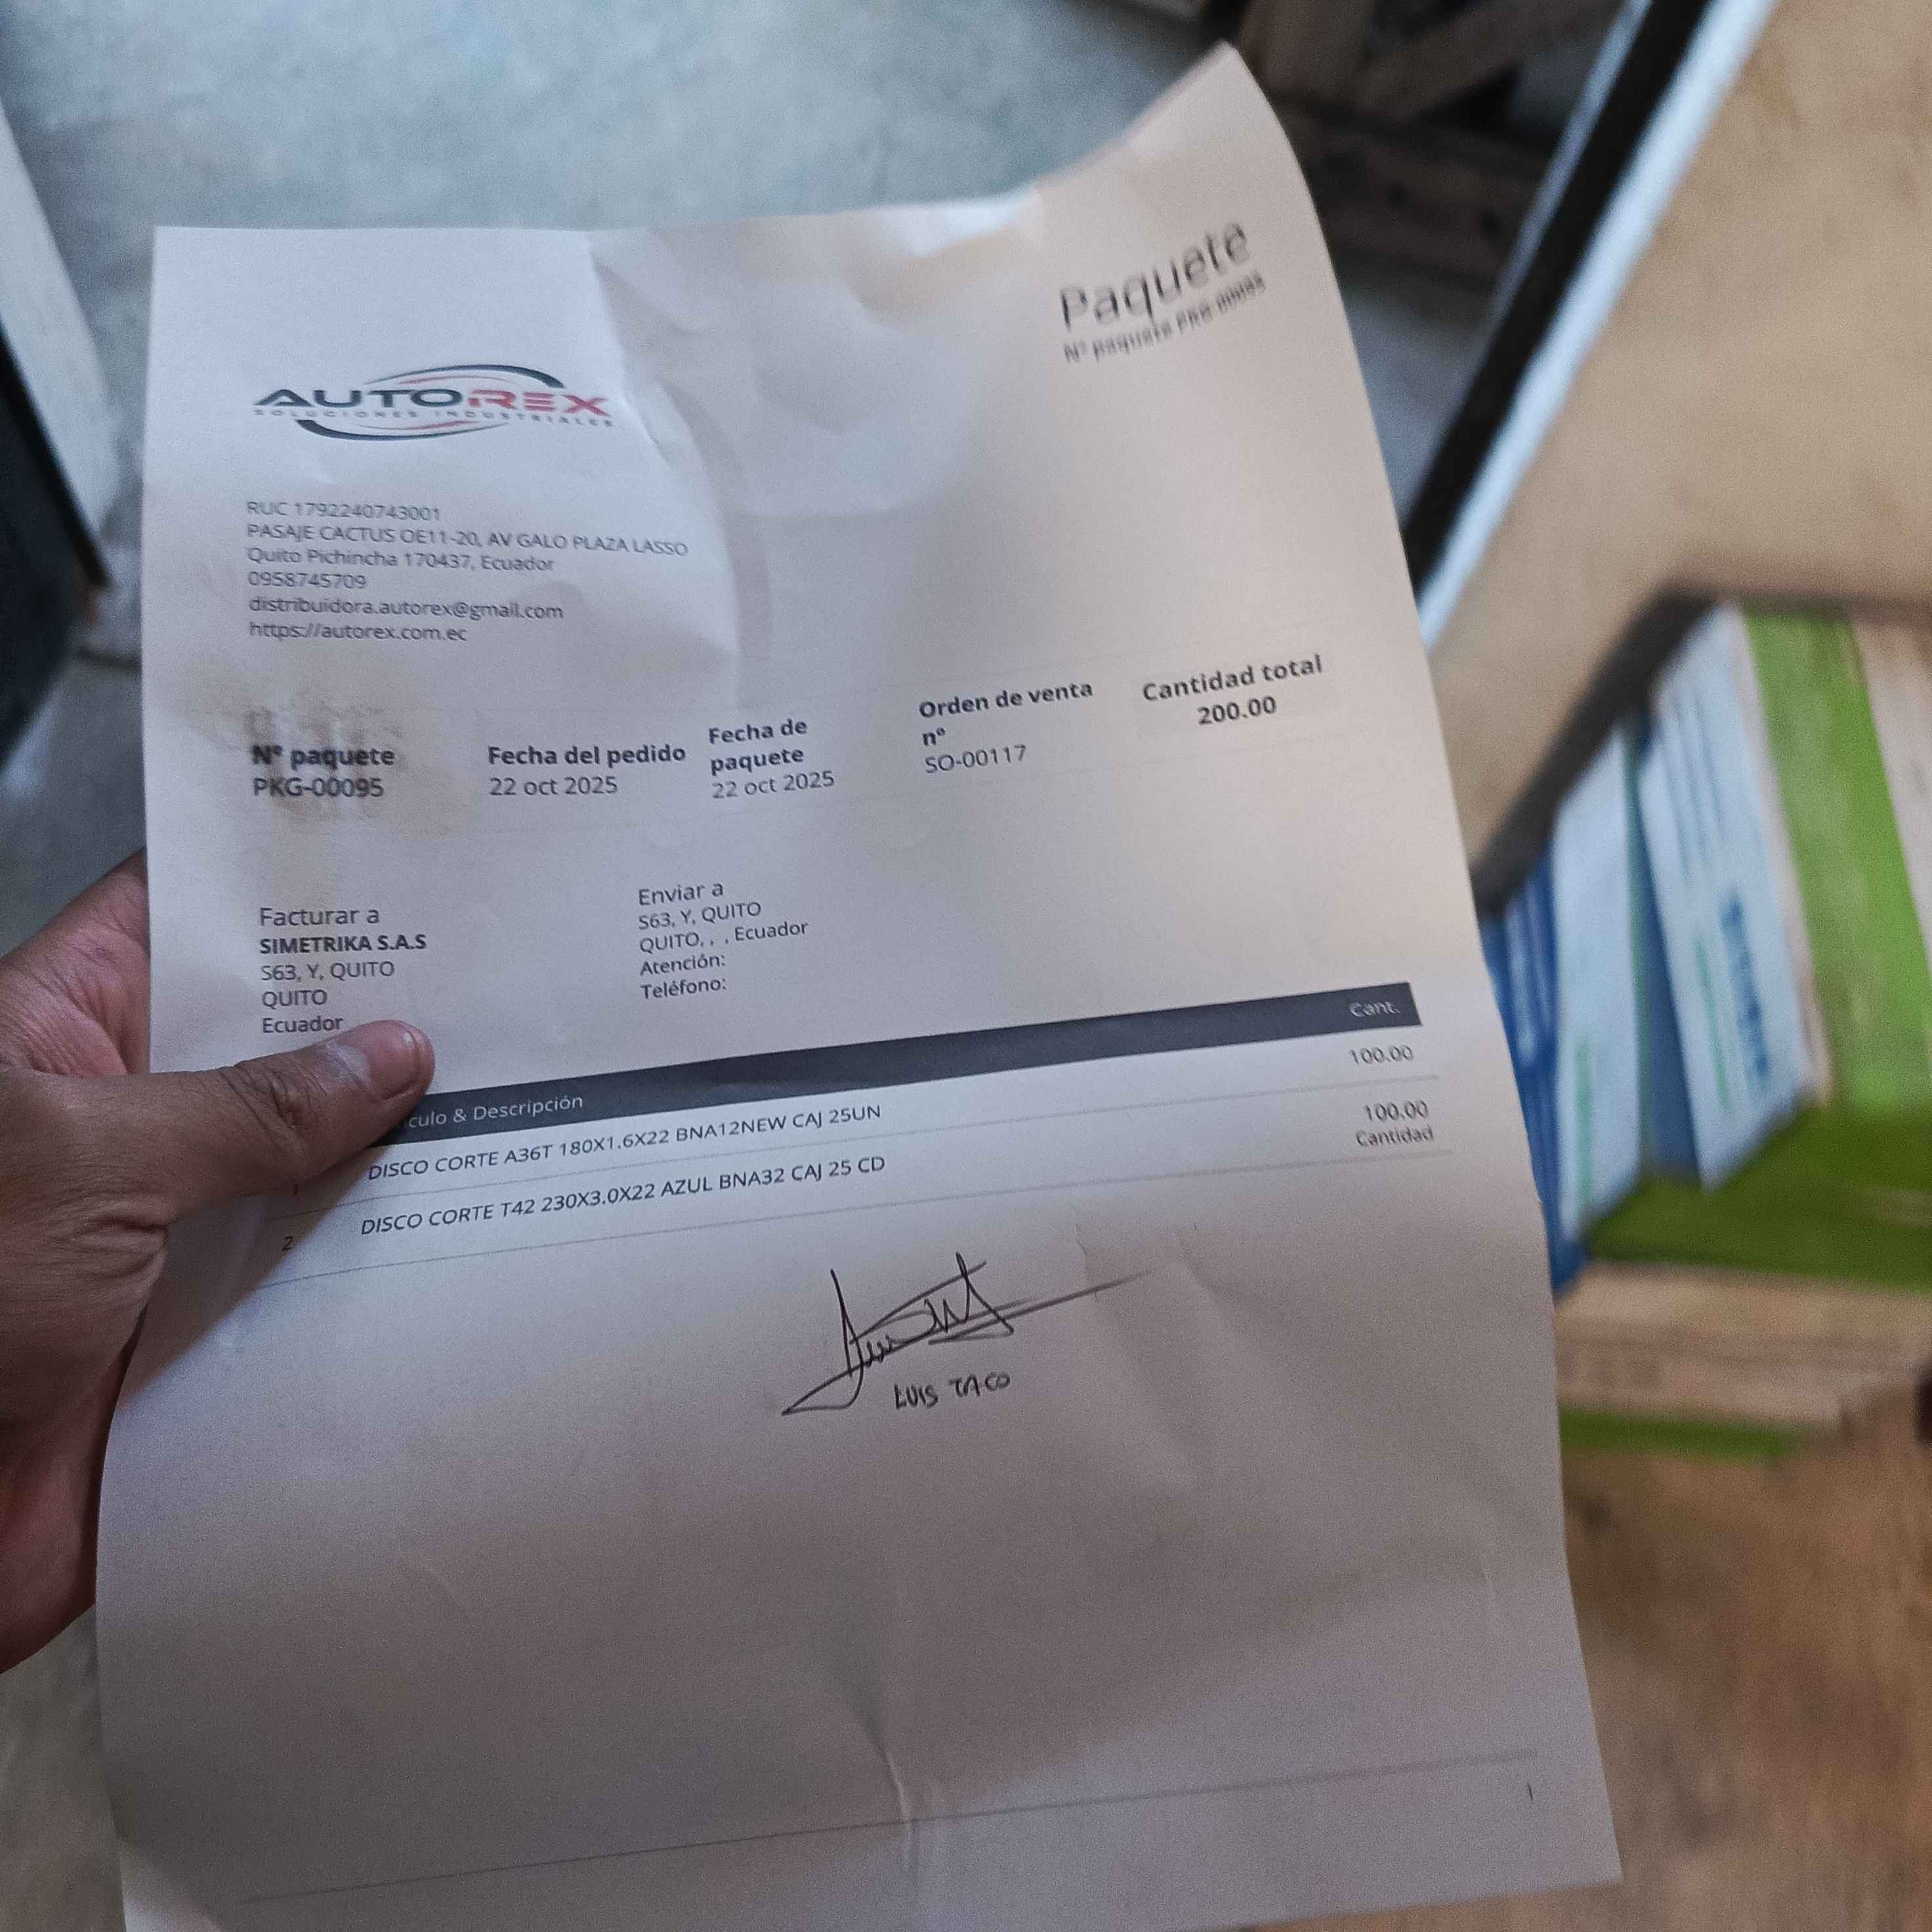 Paquete
Nº paquete PKG-00095
AUTOREX
SOLUCIONES INDUSTRIALES
RUC 1792240743001
PASAJE CACTUS OE11-20, AV GALO PLAZA LASSO
Quito Pichincha 170437, Ecuador
0958745709
distribuidora.autorex@gmail.com
https://autorex.com.ec
Nº paquete
PKG-00095
Fecha del pedido
22 oct 2025
Fecha de
paquete
22 oct 2025
Orden de venta
nº
SO-00117
Cantidad total
200.00
Facturar a
SIMETRIKA S.A.S
S63, Y, QUITO
QUITO
Ecuador
Enviar a
S63, Y, QUITO
QUITO, , , Ecuador
Atención:
Teléfono:
culo & Descripción Cant.
1 DISCO CORTE A36T 180X1.6X22 BNA12NEW CAJ 25UN 100.00
2 DISCO CORTE T42 230X3.0X22 AZUL BNA32 CAJ 25 CD 100.00
Cantidad
LUIS TACO
1